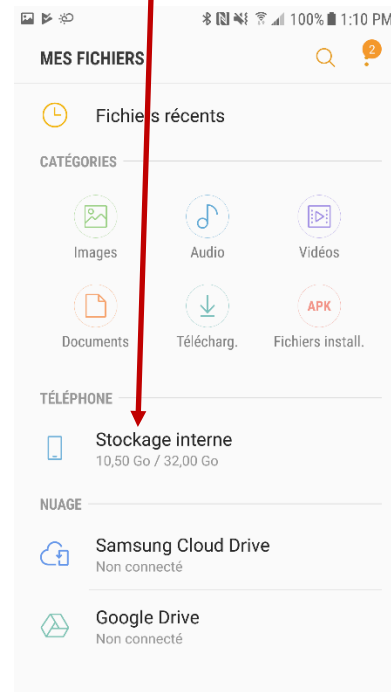 100% 1:10 PM
MES FICHIERS
2
Fichiers récents
CATÉGORIES
Images Audio Vidéos
APK
Documents Télécharg. Fichiers install.
TÉLÉPHONE
Stockage interne
10,50 Go / 32,00 Go
NUAGE
Samsung Cloud Drive
Non connecté
Google Drive
Non connecté